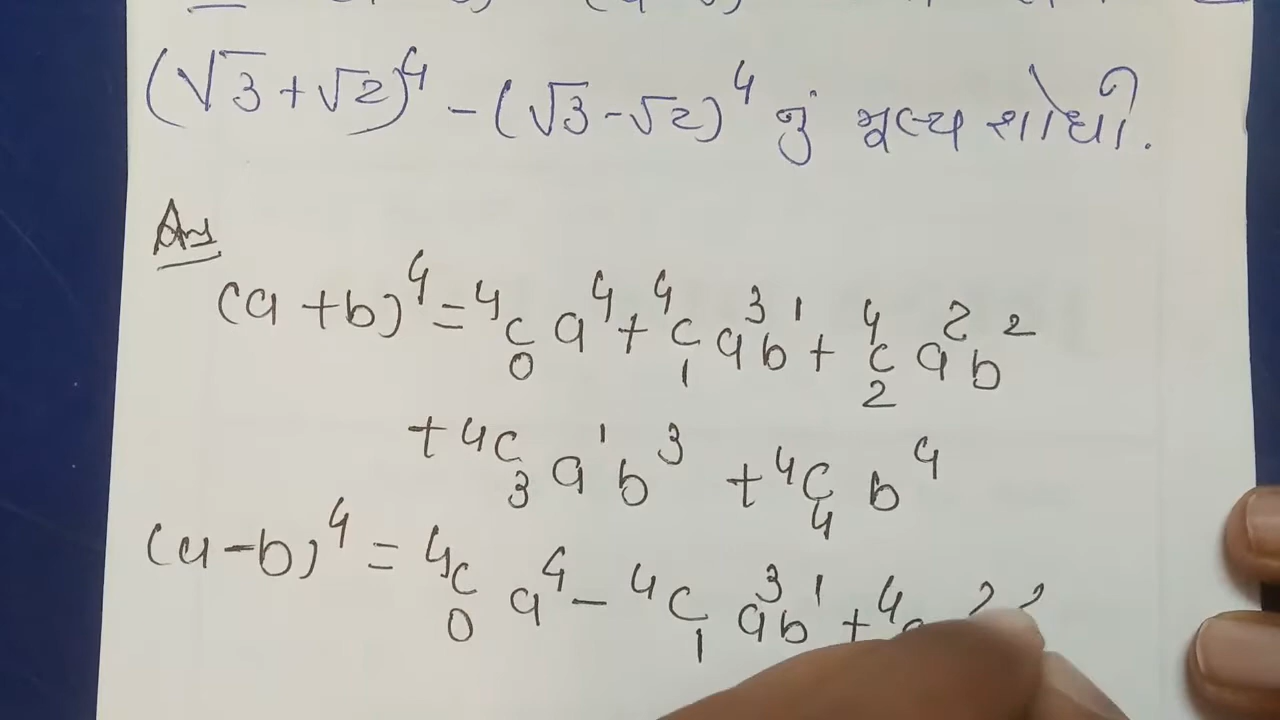 (√3+√2)⁴ - (√3-√2)⁴ નું મૂલ્ય શોધો.
Ans
(a+b)⁴ = ⁴C₀ a⁴ + ⁴C₁ a³b¹ + ⁴C₂ a²b²
+ ⁴C₃ a¹b³ + ⁴C₄ b⁴
(a-b)⁴ = ⁴C₀ a⁴ - ⁴C₁ a³b¹ + ⁴